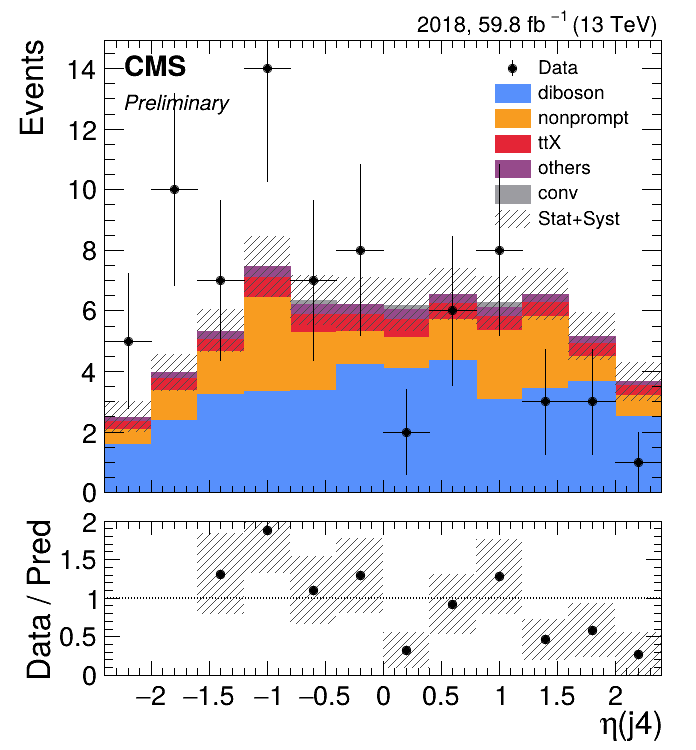 2018, 59.8 fb⁻¹ (13 TeV)
Events
CMS
Preliminary
Data
diboson
nonprompt
ttX
others
conv
Stat+Syst
14
12
10
8
6
4
2
0
Data / Pred
2
1.5
1
0.5
0
−2 −1.5 −1 −0.5 0 0.5 1 1.5 2
η(j4)